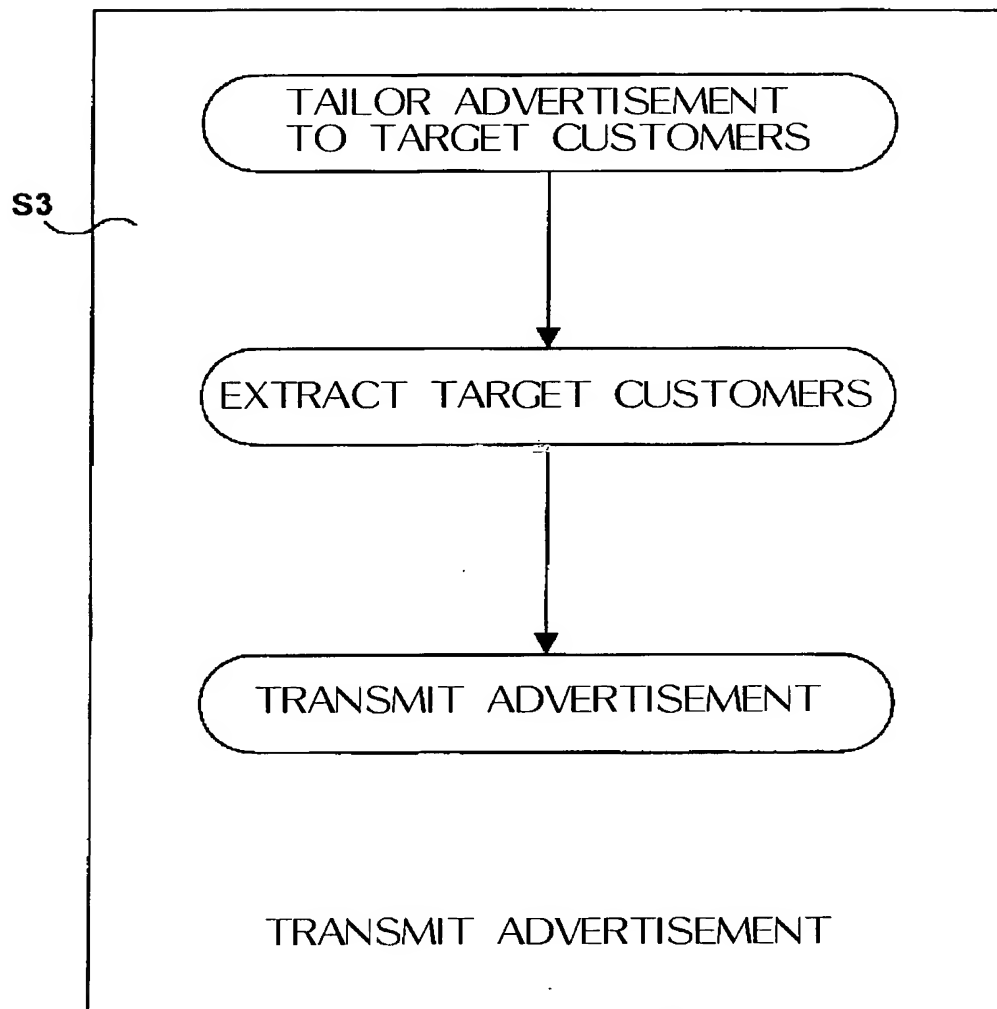 TAILOR ADVERTISEMENT
TO TARGET CUSTOMERS
S3
EXTRACT TARGET CUSTOMERS
TRANSMIT ADVERTISEMENT
TRANSMIT ADVERTISEMENT